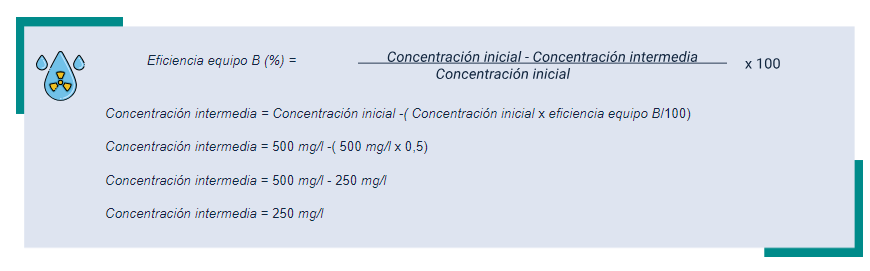 Eficiencia equipo B (%) = Concentración inicial - Concentración intermedia x 100
Concentración inicial
Concentración intermedia = Concentración inicial -( Concentración inicial x eficiencia equipo B/100)
Concentración intermedia = 500 mg/l -( 500 mg/l x 0,5)
Concentración intermedia = 500 mg/l - 250 mg/l
Concentración intermedia = 250 mg/l